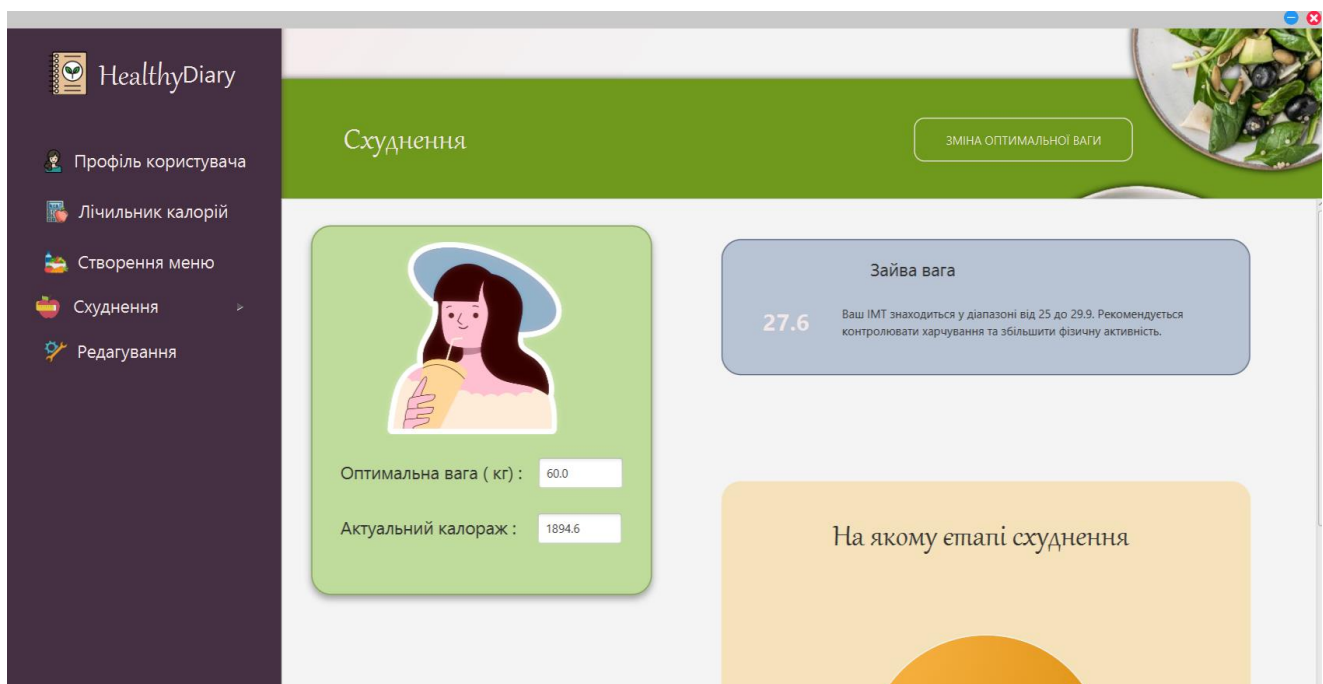 HealthyDiary
Профіль користувача
Лічильник калорій
Створення меню
Схуднення
Редагування
Схуднення
ЗМІНА ОПТИМАЛЬНОЇ ВАГИ
Оптимальна вага ( кг) : 60.0
Актуальний калораж : 1894.6
Зайва вага
27.6
Ваш ІМТ знаходиться у діапазоні від 25 до 29.9. Рекомендується
контролювати харчування та збільшити фізичну активність.
На якому етапі схуднення